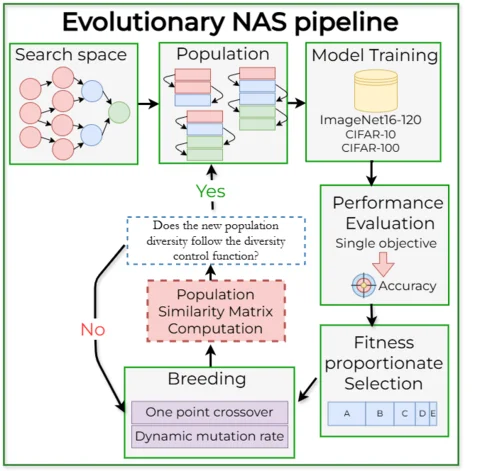 Evolutionary NAS pipeline
Search space
Population
Model Training
ImageNet16-120
CIFAR-10
CIFAR-100
Performance
Evaluation
Single objective
Accuracy
Fitness
proportionate
Selection
A B C D E
Breeding
One point crossover
Dynamic mutation rate
Population
Similarity Matrix
Computation
Does the new population
diversity follow the diversity
control function?
Yes
No